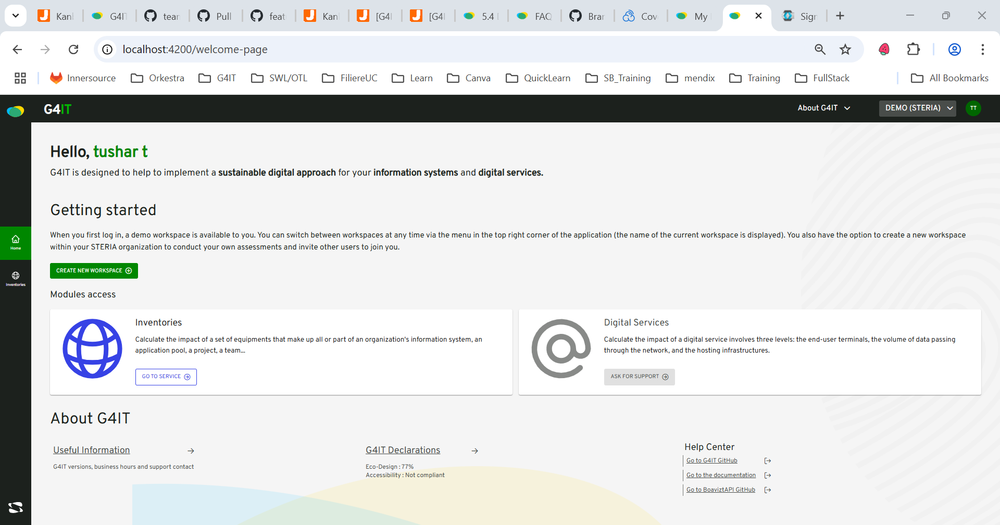 Kanl
G4IT
tear
Pull
feat
Kanl
[G4I
[G4I
5.4
FAQ
Brar
Cov
My
Sigr
localhost:4200/welcome-page
Innersource
Orkestra
G4IT
SWL/OTL
FiliereUC
Learn
Canva
QuickLearn
SB_Training
mendix
Training
FullStack
All Bookmarks
G4IT
About G4IT
DEMO (STERIA)
TT
Home
Inventories
Hello, tushar t
G4IT is designed to help to implement a sustainable digital approach for your information systems and digital services.
Getting started
When you first log in, a demo workspace is available to you. You can switch between workspaces at any time via the menu in the top right corner of the application (the name of the current workspace is displayed). You also have the option to create a new workspace
within your STERIA organization to conduct your own assessments and invite other users to join you.
CREATE NEW WORKSPACE
Modules access
Inventories
Calculate the impact of a set of equipments that make up all or part of an organization's information system, an
application pool, a project, a team...
GO TO SERVICE
Digital Services
Calculate the impact of a digital service involves three levels: the end-user terminals, the volume of data passing
through the network, and the hosting infrastructures.
ASK FOR SUPPORT
About G4IT
Useful Information
G4IT versions, business hours and support contact
G4IT Declarations
Eco-Design : 77%
Accessibility : Not compliant
Help Center
Go to G4IT GitHub
Go to the documentation
Go to BoaviztAPI GitHub